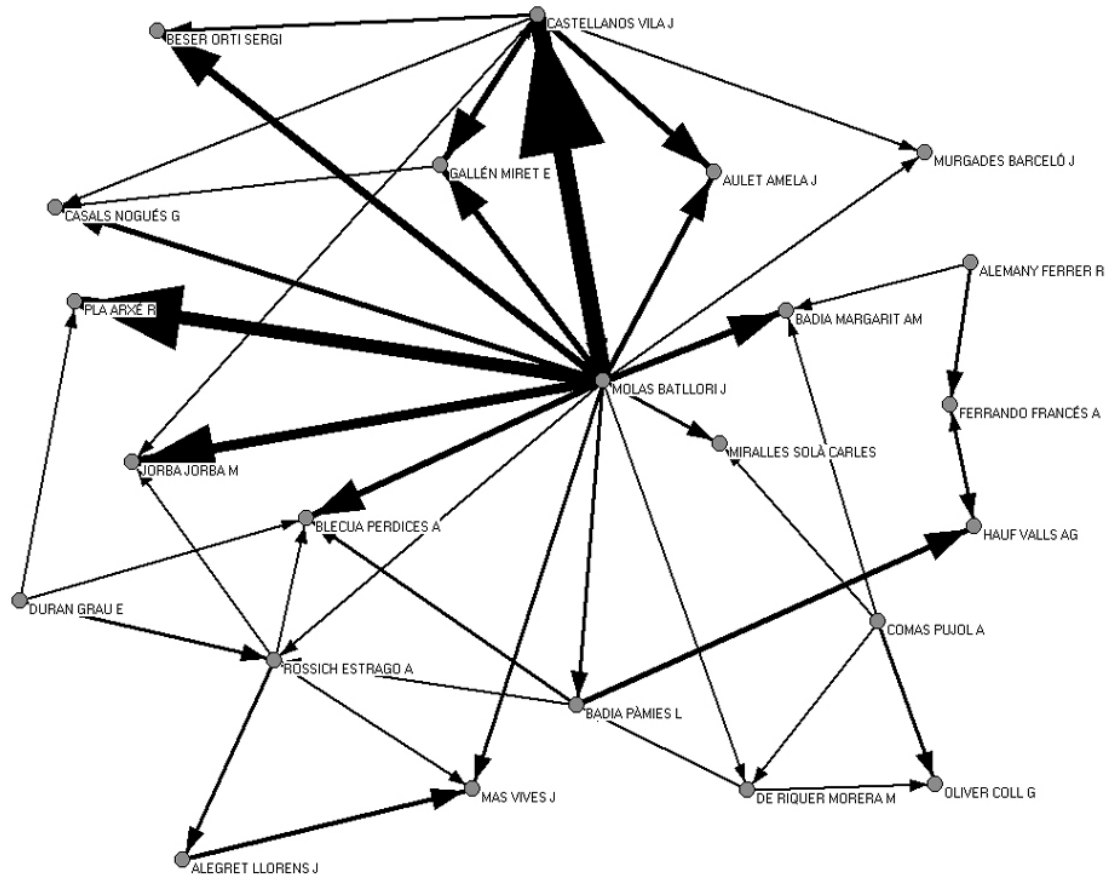 CASTELLANOS VILA J
BESER ORTI SERGI
MURGADES BARCELÓ J
GALLÉN MIRET E
AULET AMELA J
CASALS NOGUÉS G
ALEMANY FERRER R
PLA ARXÉ R
BADIA MARGARIT AM
MOLAS BATLLORI J
FERRANDO FRANCÉS A
MIRALLES SOLÀ CARLES
JORBA JORBA M
BLECUA PERDICES A
HAUF VALLS AG
DURAN GRAU E
COMAS PUJOL A
ROSSICH ESTRAGO A
BADIA PÀMIES L
MAS VIVES J
DE RIQUER MORERA M
OLIVER COLL G
ALEGRET LLORENS J